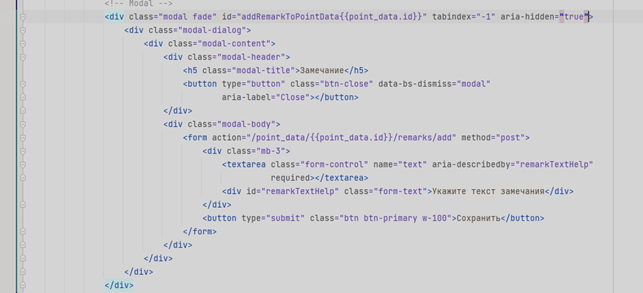 <!-- Modal -->
<div class="modal fade" id="addRemarkToPointData{{point_data.id}}" tabindex="-1" aria-hidden="true">
<div class="modal-dialog">
<div class="modal-content">
<div class="modal-header">
<h5 class="modal-title">Замечание</h5>
<button type="button" class="btn-close" data-bs-dismiss="modal"
aria-label="Close"></button>
</div>
<div class="modal-body">
<form action="/point_data/{{point_data.id}}/remarks/add" method="post">
<div class="mb-3">
<textarea class="form-control" name="text" aria-describedby="remarkTextHelp"
required></textarea>
<div id="remarkTextHelp" class="form-text">Укажите текст замечания</div>
</div>
<button type="submit" class="btn btn-primary w-100">Сохранить</button>
</form>
</div>
</div>
</div>
</div>